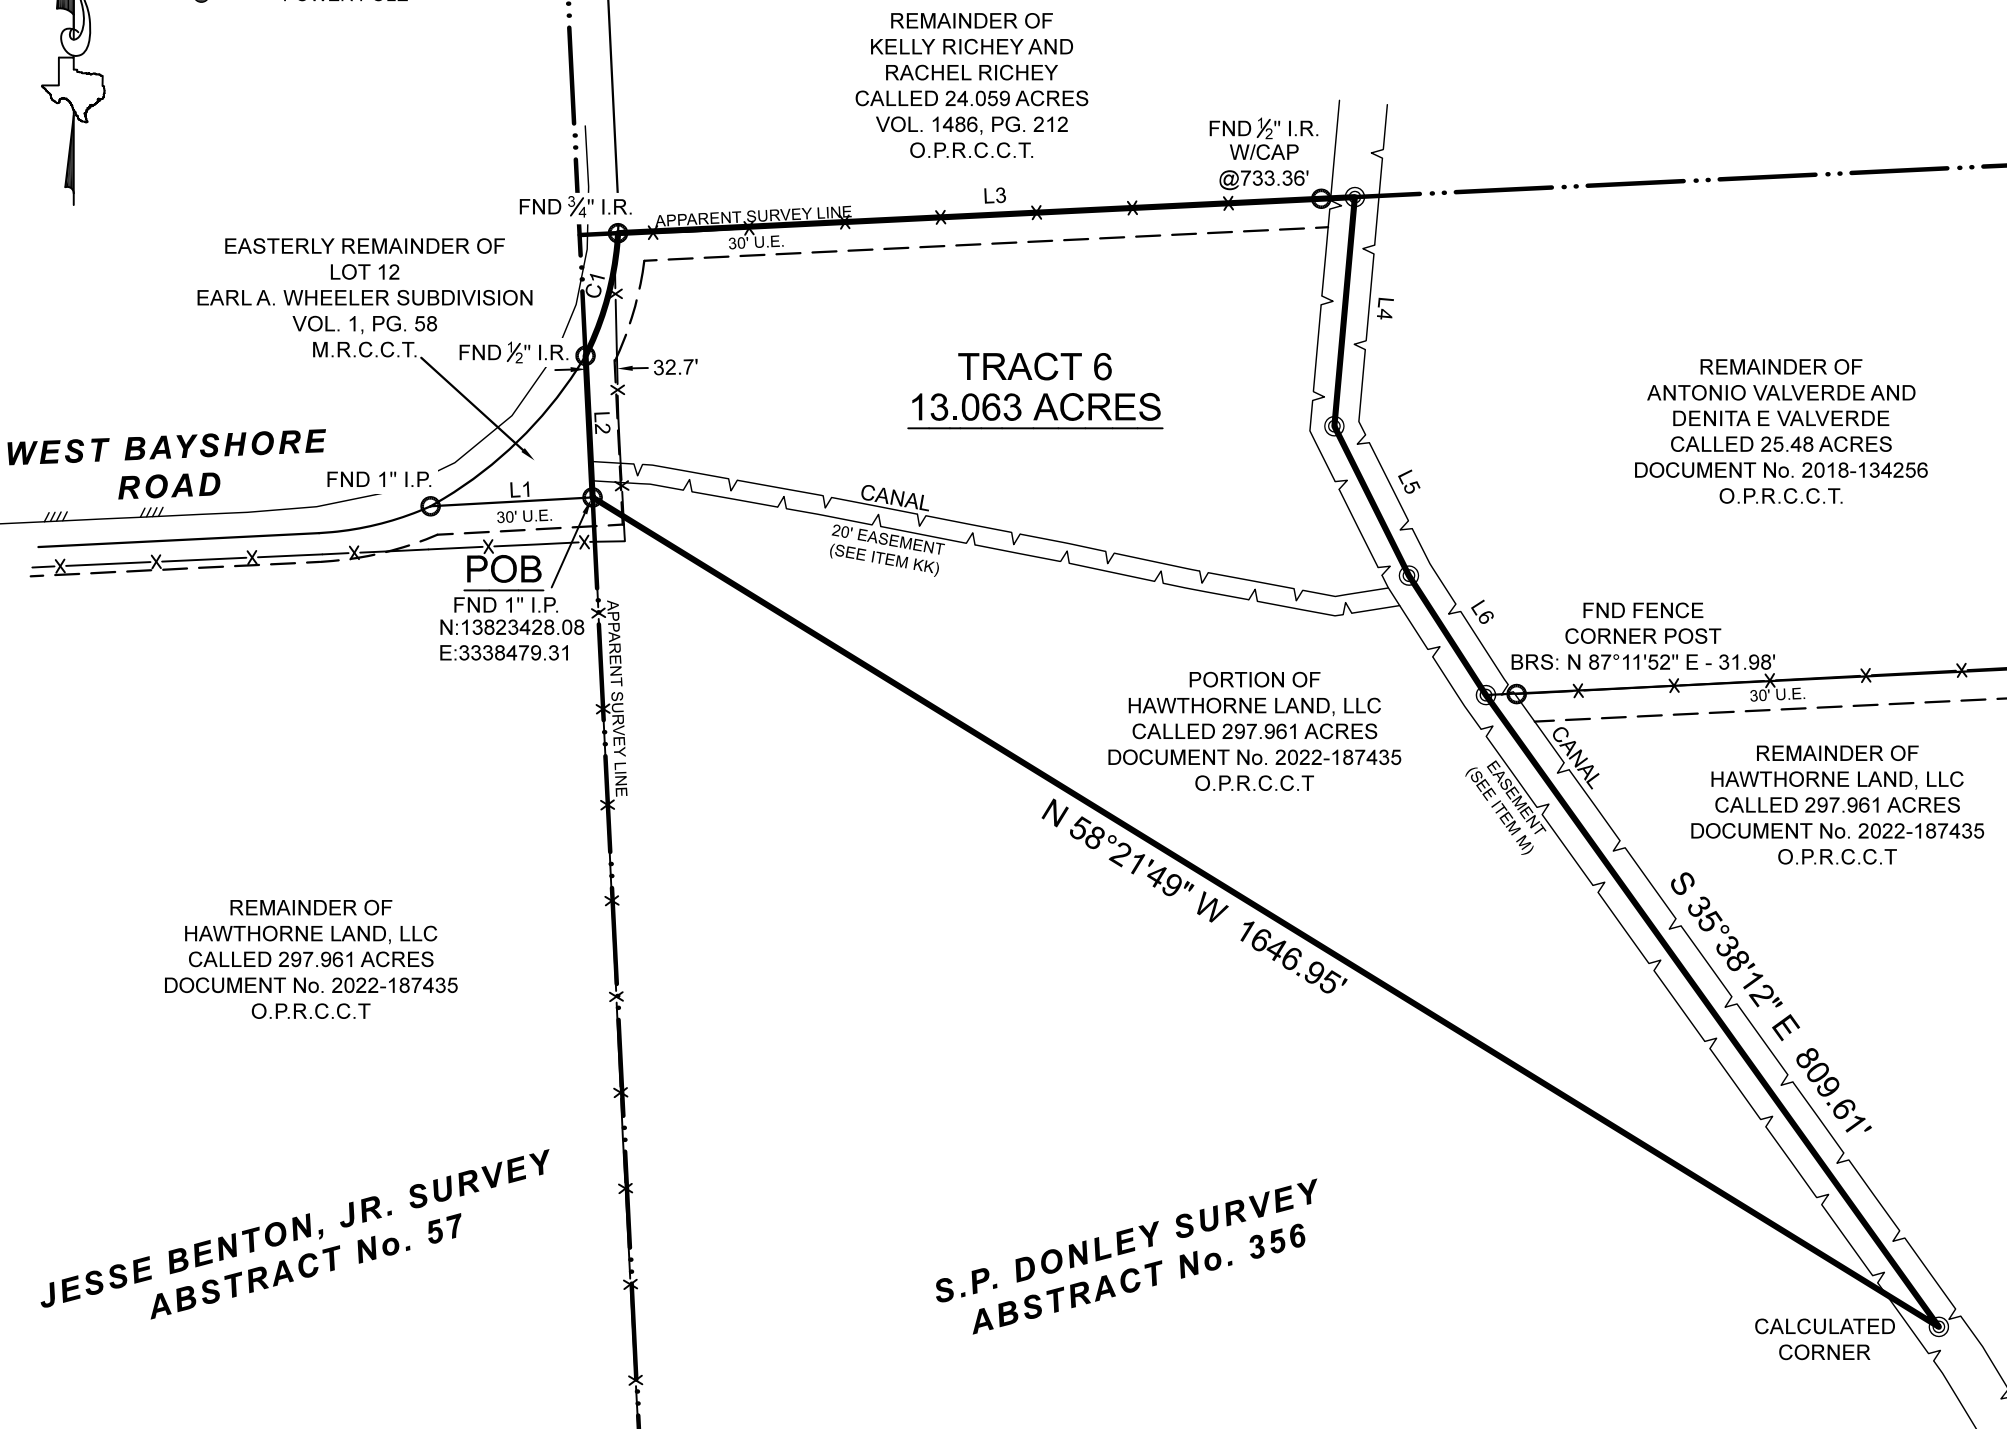 REMAINDER OF
KELLY RICHEY AND
RACHEL RICHEY
CALLED 24.059 ACRES
VOL. 1486, PG. 212
O.P.R.C.C.T.
FND ½" I.R.
W/CAP
@733.36'
FND ¾" I.R.
APPARENT SURVEY LINE
L3
30' U.E.
EASTERLY REMAINDER OF
LOT 12
EARL A. WHEELER SUBDIVISION
VOL. 1, PG. 58
M.R.C.C.T.
C1
L4
FND ½" I.R.
32.7'
TRACT 6
13.063 ACRES
REMAINDER OF
ANTONIO VALVERDE AND
DENITA E VALVERDE
CALLED 25.48 ACRES
DOCUMENT No. 2018-134256
O.P.R.C.C.T.
WEST BAYSHORE
ROAD
L2
FND 1" I.P.
L1
30' U.E.
CANAL
20' EASEMENT
(SEE ITEM KK)
L5
POB
FND 1" I.P.
N:13823428.08
E:3338479.31
APPARENT SURVEY LINE
L6
FND FENCE
CORNER POST
BRS: N 87°11'52" E - 31.98'
30' U.E.
PORTION OF
HAWTHORNE LAND, LLC
CALLED 297.961 ACRES
DOCUMENT No. 2022-187435
O.P.R.C.C.T
CANAL
EASEMENT
(SEE ITEM M)
REMAINDER OF
HAWTHORNE LAND, LLC
CALLED 297.961 ACRES
DOCUMENT No. 2022-187435
O.P.R.C.C.T
N 58°21'49" W 1646.95'
S 35°38'12" E 809.61'
REMAINDER OF
HAWTHORNE LAND, LLC
CALLED 297.961 ACRES
DOCUMENT No. 2022-187435
O.P.R.C.C.T
JESSE BENTON, JR. SURVEY
ABSTRACT No. 57
S.P. DONLEY SURVEY
ABSTRACT No. 356
CALCULATED
CORNER